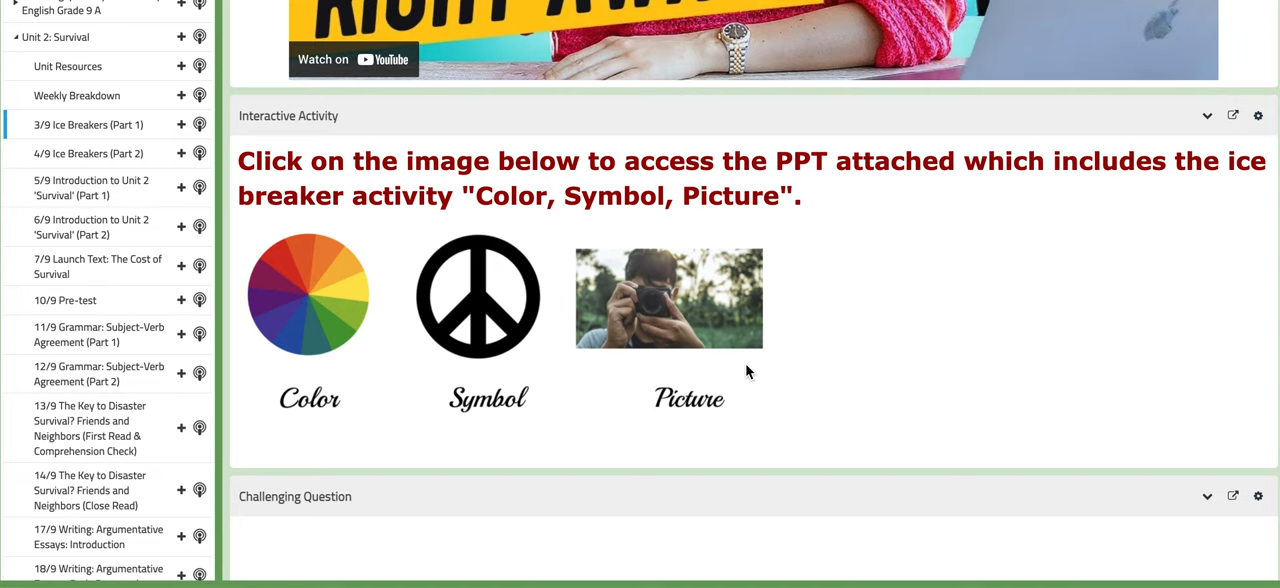 English Grade 9 A
Unit 2: Survival
Unit Resources
Weekly Breakdown
3/9 Ice Breakers (Part 1)
4/9 Ice Breakers (Part 2)
5/9 Introduction to Unit 2
'Survival' (Part 1)
6/9 Introduction to Unit 2
'Survival' (Part 2)
7/9 Launch Text: The Cost of
Survival
10/9 Pre-test
11/9 Grammar: Subject-Verb
Agreement (Part 1)
12/9 Grammar: Subject-Verb
Agreement (Part 2)
13/9 The Key to Disaster
Survival? Friends and
Neighbors (First Read &
Comprehension Check)
14/9 The Key to Disaster
Survival? Friends and
Neighbors (Close Read)
17/9 Writing: Argumentative
Essays: Introduction
18/9 Writing: Argumentative
RIGHT AWAY
Watch on YouTube
Interactive Activity
Click on the image below to access the PPT attached which includes the ice
breaker activity "Color, Symbol, Picture".
Color Symbol Picture
Challenging Question